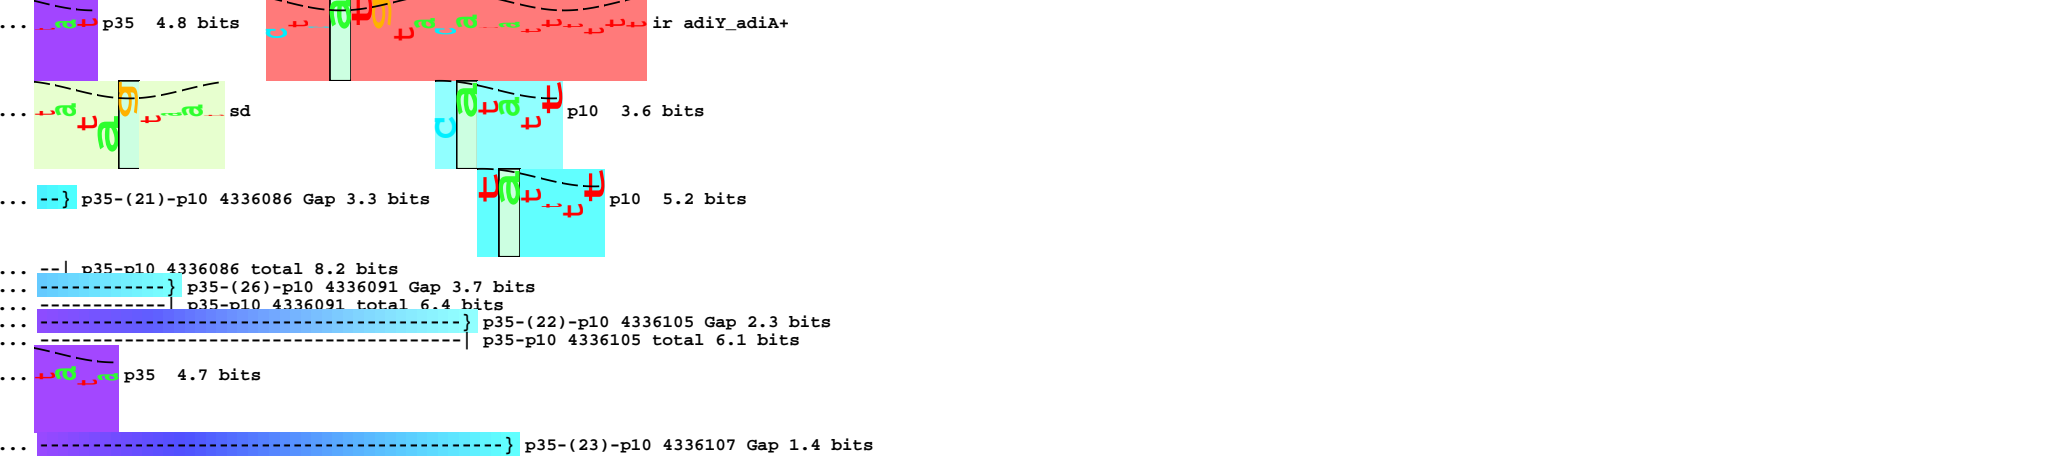 ... p35 4.8 bits ir adiY_adiA+
... sd p10 3.6 bits
... --} p35-(21)-p10 4336086 Gap 3.3 bits p10 5.2 bits
... --| p35-p10 4336086 total 8.2 bits
... ------------} p35-(26)-p10 4336091 Gap 3.7 bits
... ------------| p35-p10 4336091 total 6.4 bits
... ----------------------------------------} p35-(22)-p10 4336105 Gap 2.3 bits
... ----------------------------------------| p35-p10 4336105 total 6.1 bits
... p35 4.7 bits
... --------------------------------------------} p35-(23)-p10 4336107 Gap 1.4 bits